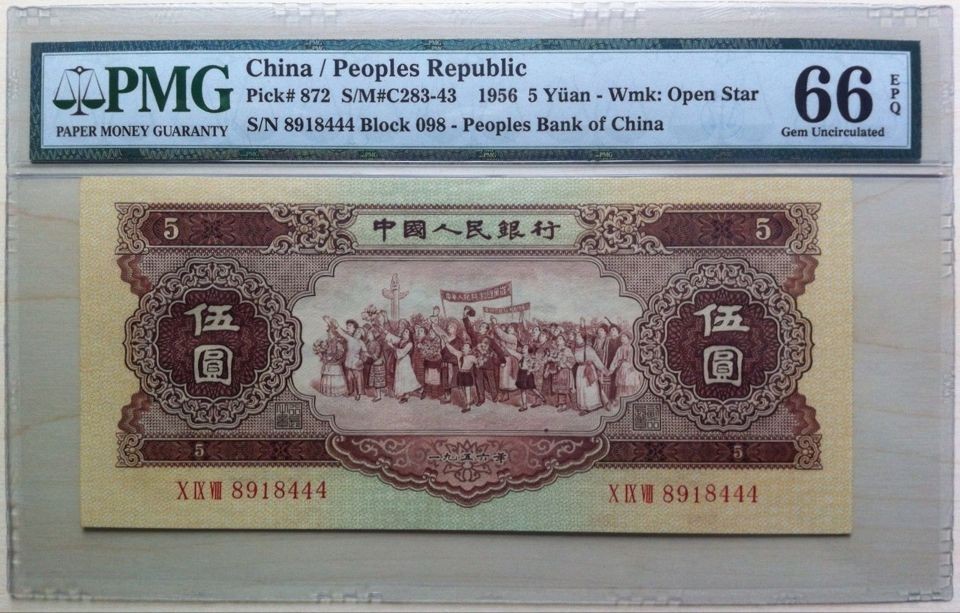 PMG
PAPER MONEY GUARANTY
China / Peoples Republic
Pick# 872 S/M#C283-43 1956 5 Yüan - Wmk: Open Star
S/N 8918444 Block 098 - Peoples Bank of China
66 EPQ
Gem Uncirculated
5 中國人民銀行 5
伍圓 伍圓
5 一九五六年 5
X IX VIII 8918444 X IX VIII 8918444